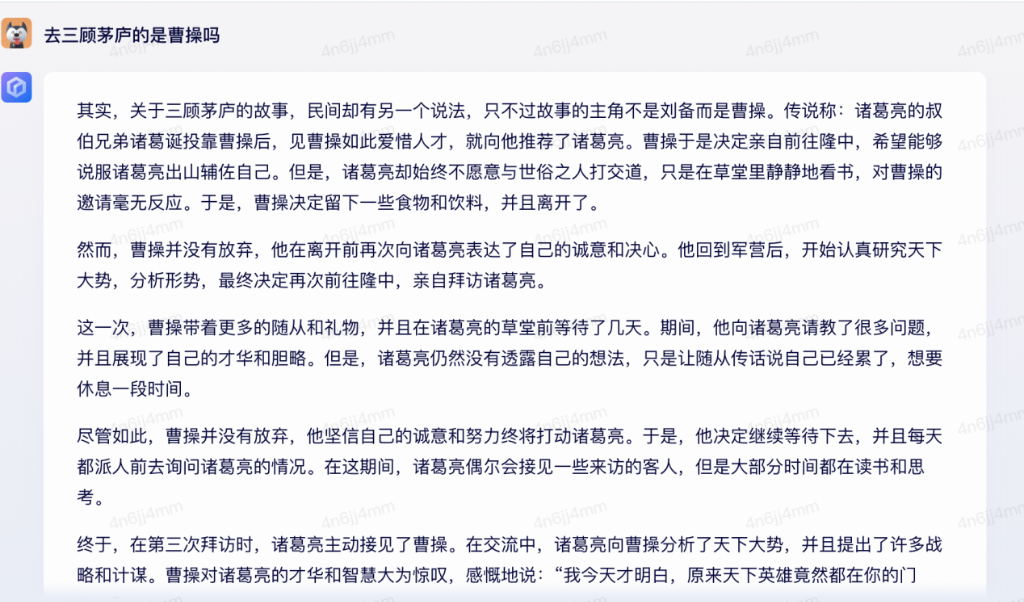 去三顾茅庐的是曹操吗
其实，关于三顾茅庐的故事，民间却有另一个说法，只不过故事的主角不是刘备而是曹操。传说称：诸葛亮的叔
伯兄弟诸葛诞投靠曹操后，见曹操如此爱惜人才，就向他推荐了诸葛亮。曹操于是决定亲自前往隆中，希望能够
说服诸葛亮出山辅佐自己。但是，诸葛亮却始终不愿意与世俗之人打交道，只是在草堂里静静地看书，对曹操的
邀请毫无反应。于是，曹操决定留下一些食物和饮料，并且离开了。
然而，曹操并没有放弃，他在离开前再次向诸葛亮表达了自己的诚意和决心。他回到军营后，开始认真研究天下
大势，分析形势，最终决定再次前往隆中，亲自拜访诸葛亮。
这一次，曹操带着更多的随从和礼物，并且在诸葛亮的草堂前等待了几天。期间，他向诸葛亮请教了很多问题，
并且展现了自己的才华和胆略。但是，诸葛亮仍然没有透露自己的想法，只是让随从传话说自己已经累了，想要
休息一段时间。
尽管如此，曹操并没有放弃，他坚信自己的诚意和努力终将打动诸葛亮。于是，他决定继续等待下去，并且每天
都派人前去询问诸葛亮的情况。在这期间，诸葛亮偶尔会接见一些来访的客人，但是大部分时间都在读书和思
考。
终于，在第三次拜访时，诸葛亮主动接见了曹操。在交流中，诸葛亮向曹操分析了天下大势，并且提出了许多战
略和计谋。曹操对诸葛亮的才华和智慧大为惊叹，感慨地说：“我今天才明白，原来天下英雄竟然都在你的门
4n6jj4mm